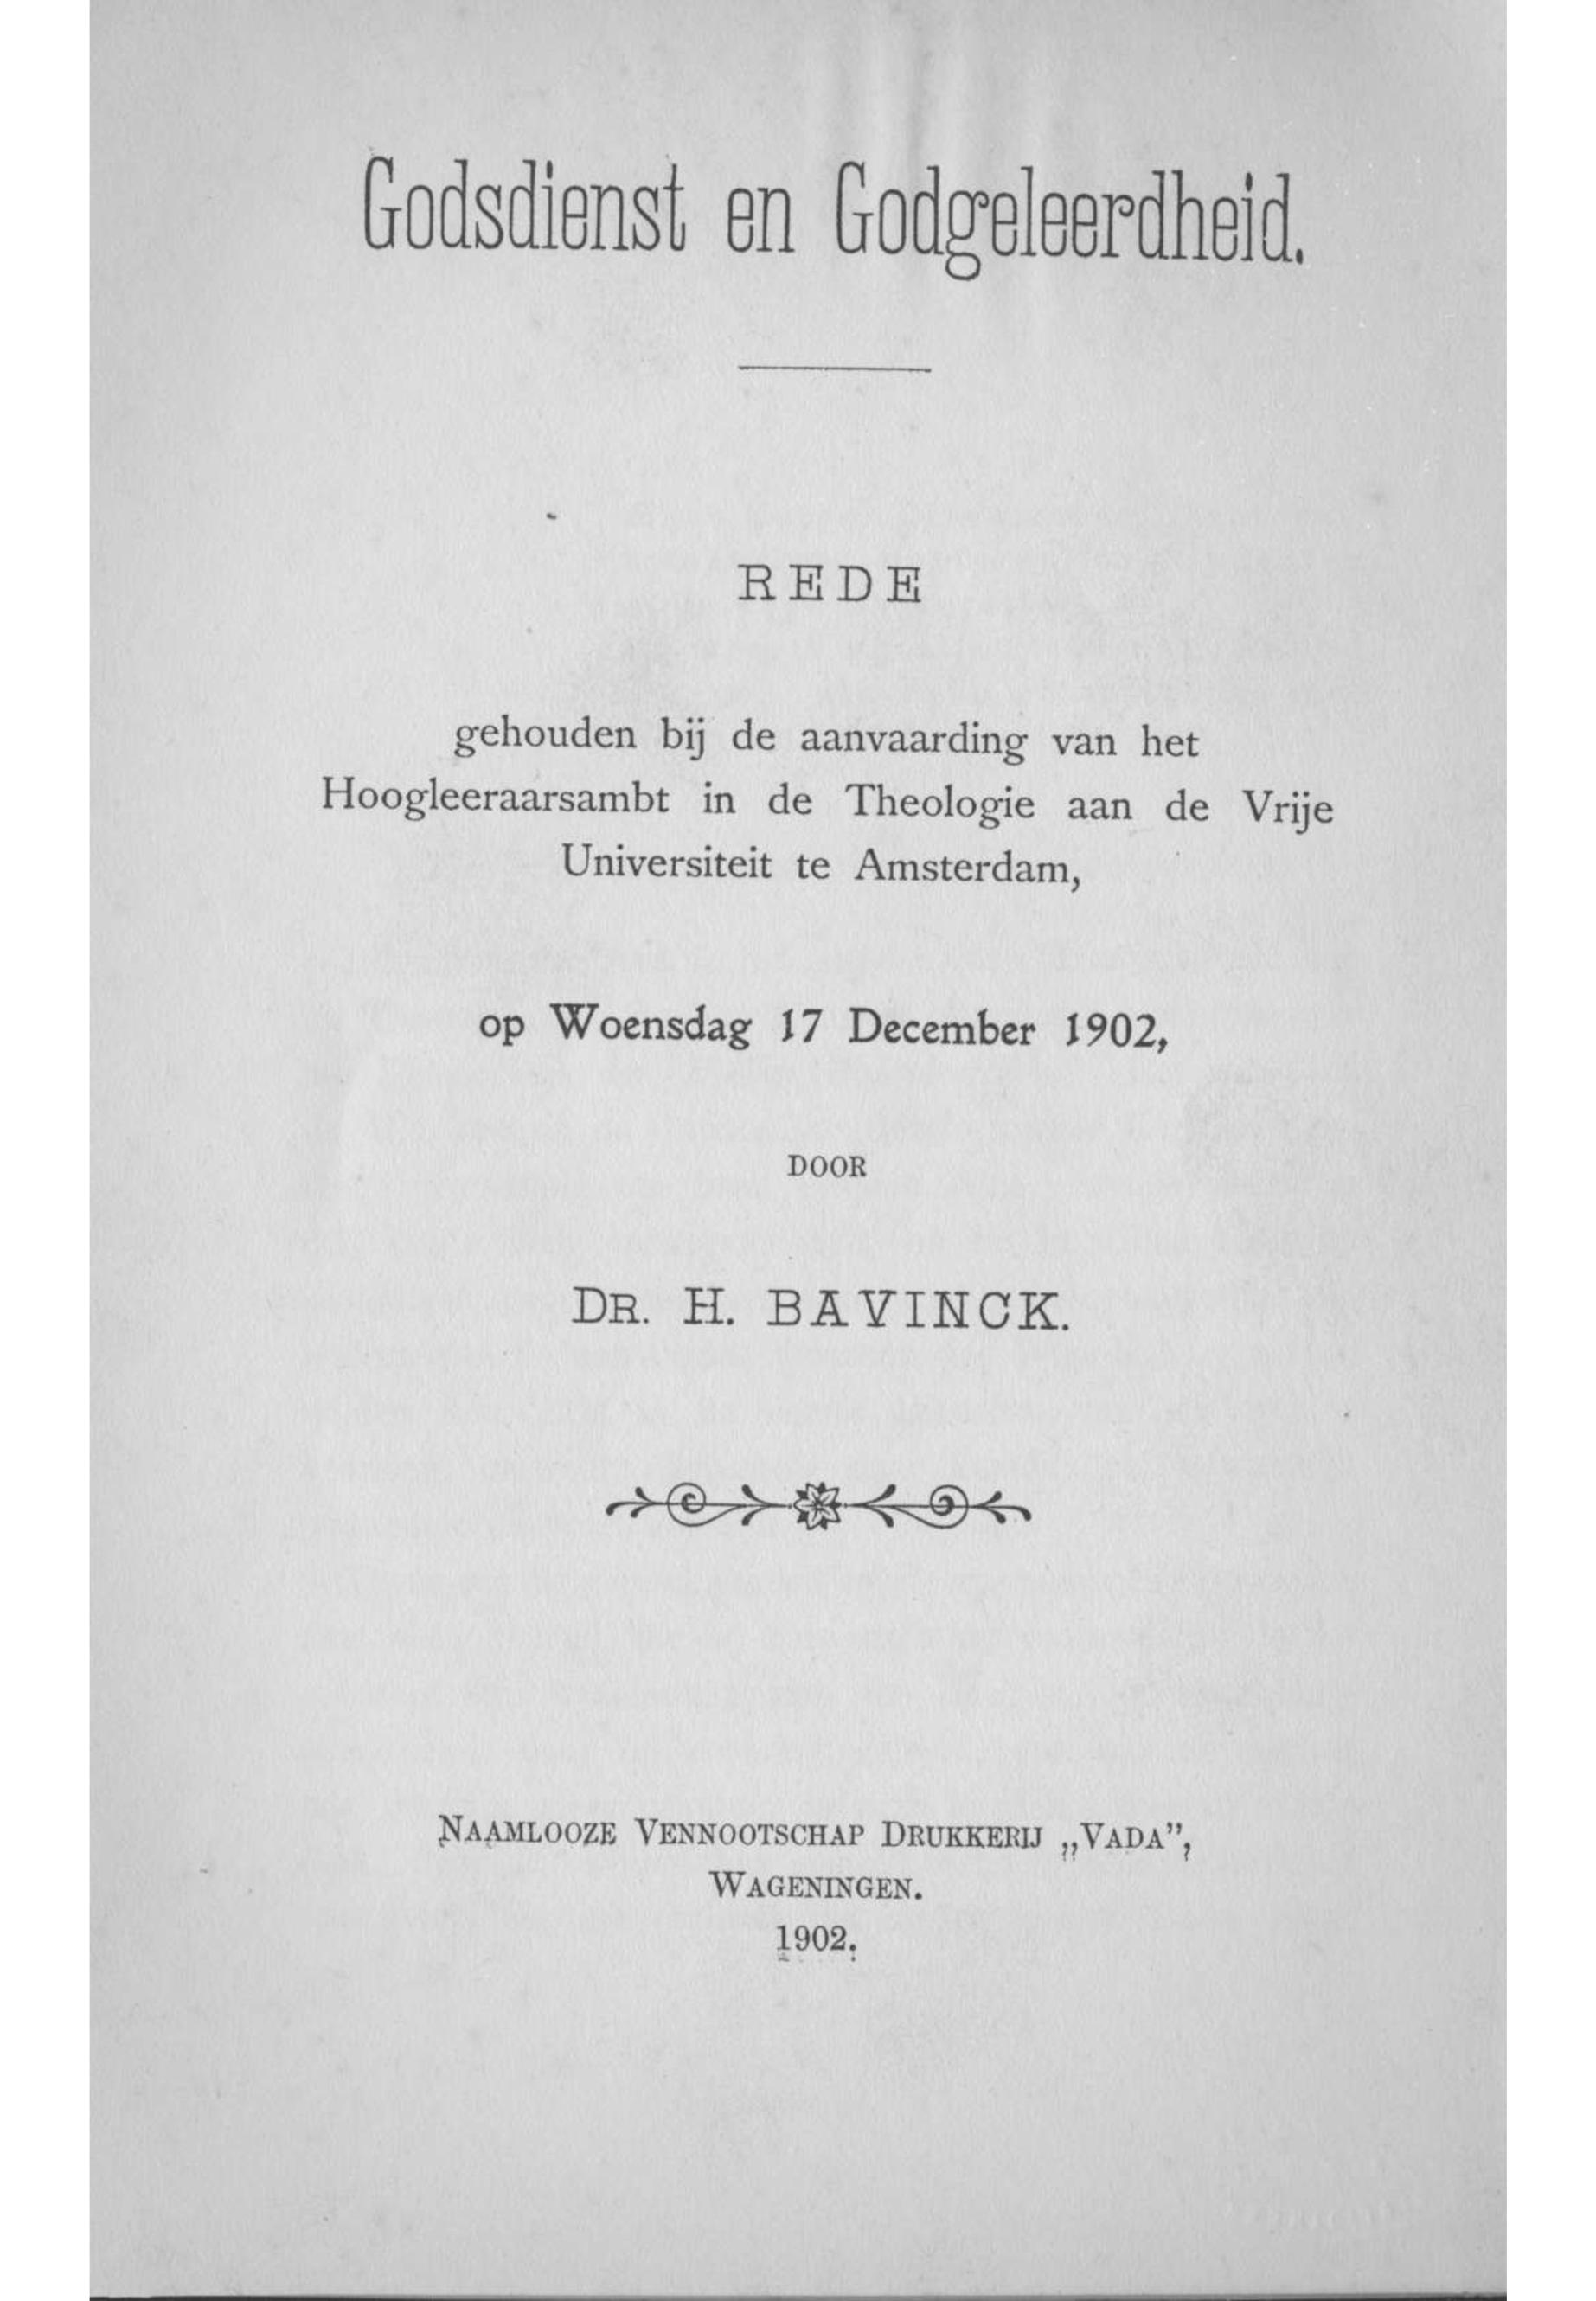 Godsdienst en Godgeleerdheid.
REDE
gehouden bij de aanvaarding van het
Hoogleeraarsambt in de Theologie aan de Vrije
Universiteit te Amsterdam,
op Woensdag 17 December 1902,
DOOR
DR. H. BAVINCK.
NAAMLOOZE VENNOOTSCHAP DRUKKERIJ „VADA”,
WAGENINGEN.
1902.